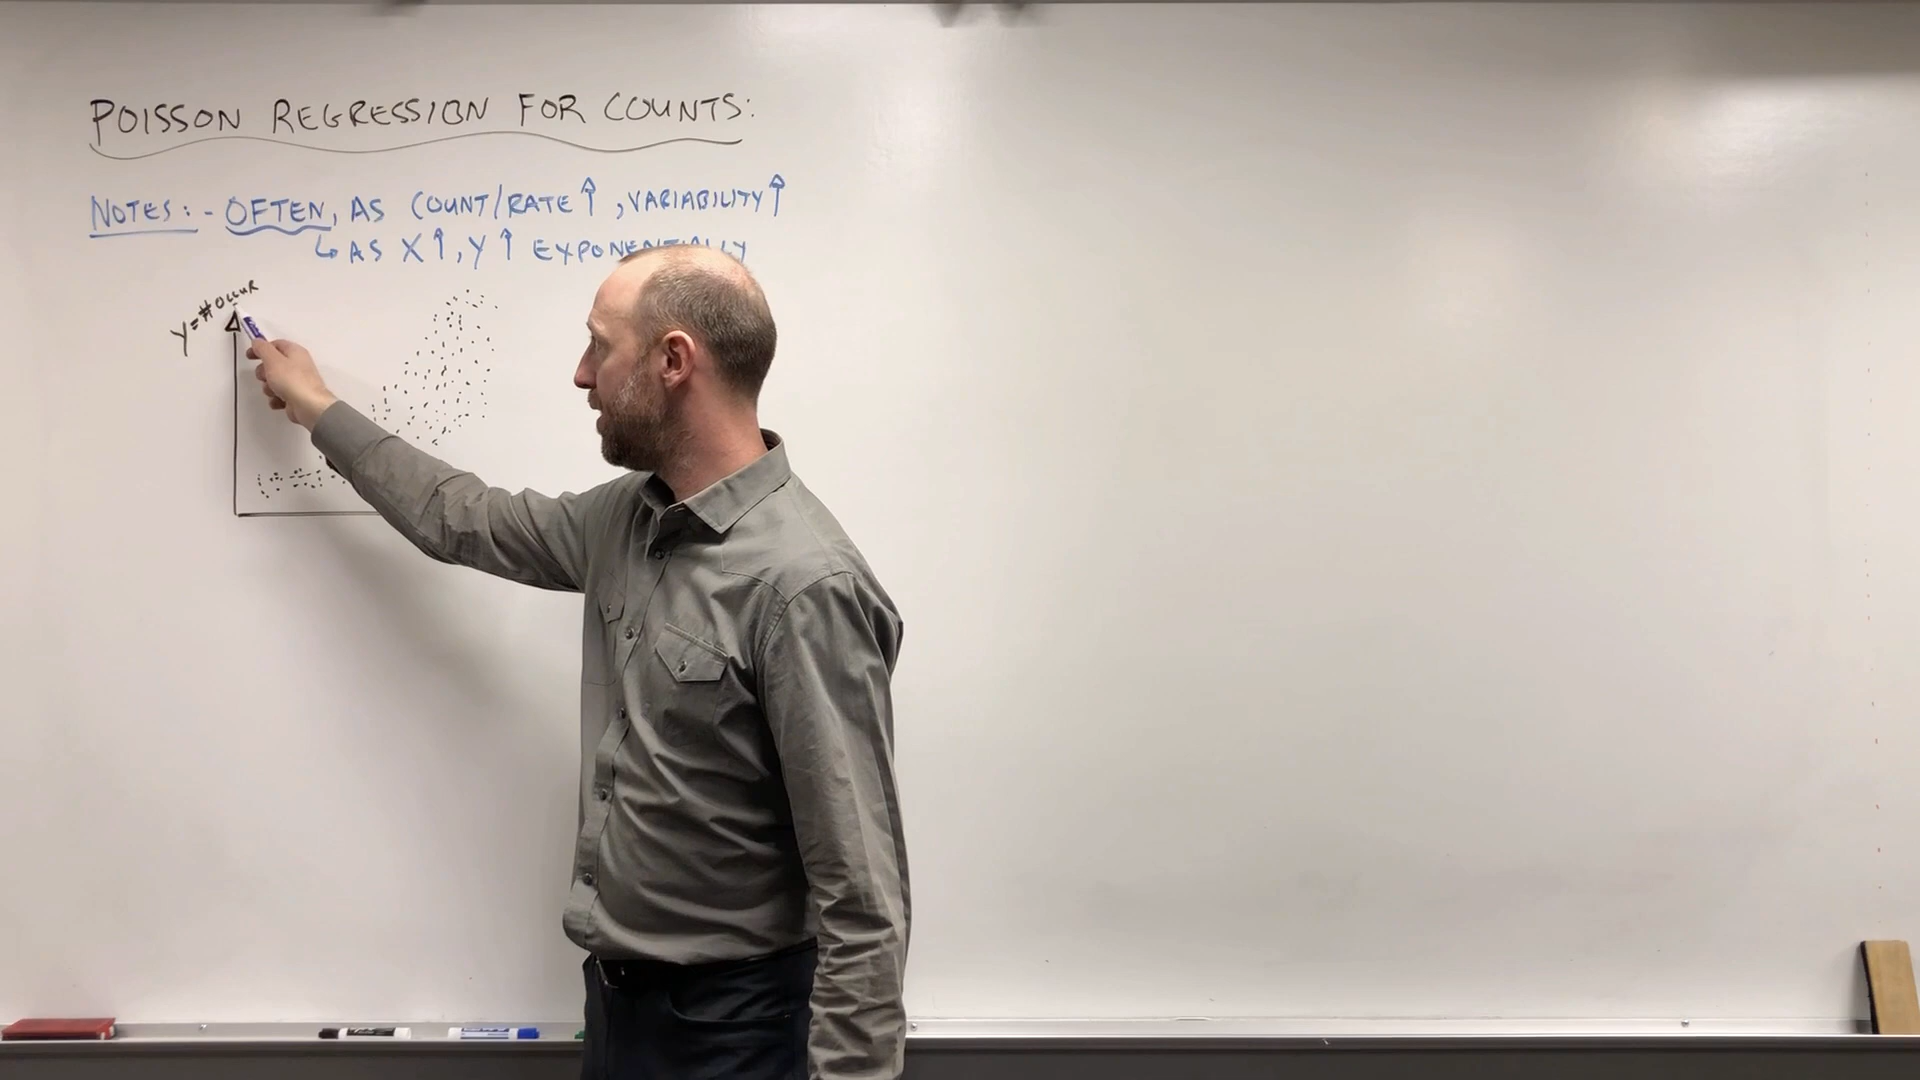 POISSON REGRESSION FOR COUNTS:
NOTES: - OFTEN, AS COUNT/RATE ↑, VARIABILITY ↑
↳ AS X ↑, Y ↑ EXPONENTIALLY
Y = # OCCUR